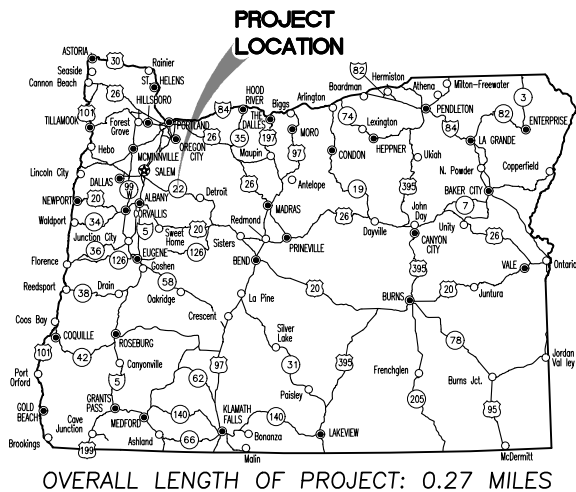 PROJECT
LOCATION
ASTORIA
30
Rainier
Seaside
Cannon Beach
ST. HELENS
26
HILLSBORO
101
TILLAMOOK
Forest Grove
PORTLAND
OREGON CITY
Hebo
MCMINNVILLE
84
HOOD RIVER
THE DALLES
Biggs
26
35
197
MORO
Maupin
97
Arlington
Boardman
82
Hermiston
Athena
Milton-Freewater
PENDLETON
74
Lexington
HEPPNER
CONDON
Ukiah
84
LA GRANDE
82
3
ENTERPRISE
N. Powder
Copperfield
BAKER CITY
Lincoln City
DALLAS
SALEM
99 W
22
Detroit
NEWPORT
20
ALBANY
CORVALLIS
Waldport
34
5
Sweet Home
20
126
Junction City
36
126
EUGENE
Goshen
Florence
26
Antelope
MADRAS
Redmond
Sisters
PRINEVILLE
BEND
19
26
Dayville
395
John Day
CANYON CITY
7
Unity
26
VALE
Ontario
Reedsport
38
Drain
58
Oakridge
La Pine
Crescent
20
395
BURNS
20
Juntura
Coos Bay
COQUILLE
101
42
ROSEBURG
Silver Lake
31
395
78
Jordan Val ley
Port Orford
Canyonville
5
62
97
Paisley
Frenchglen
205
Burns Jct.
95
GOLD BEACH
GRANTS PASS
MEDFORD
140
KLAMATH FALLS
140
Bonanza
LAKEVIEW
Cave Junction
199
Ashland
66
Malin
Brookings
McDermitt
OVERALL LENGTH OF PROJECT: 0.27 MILES